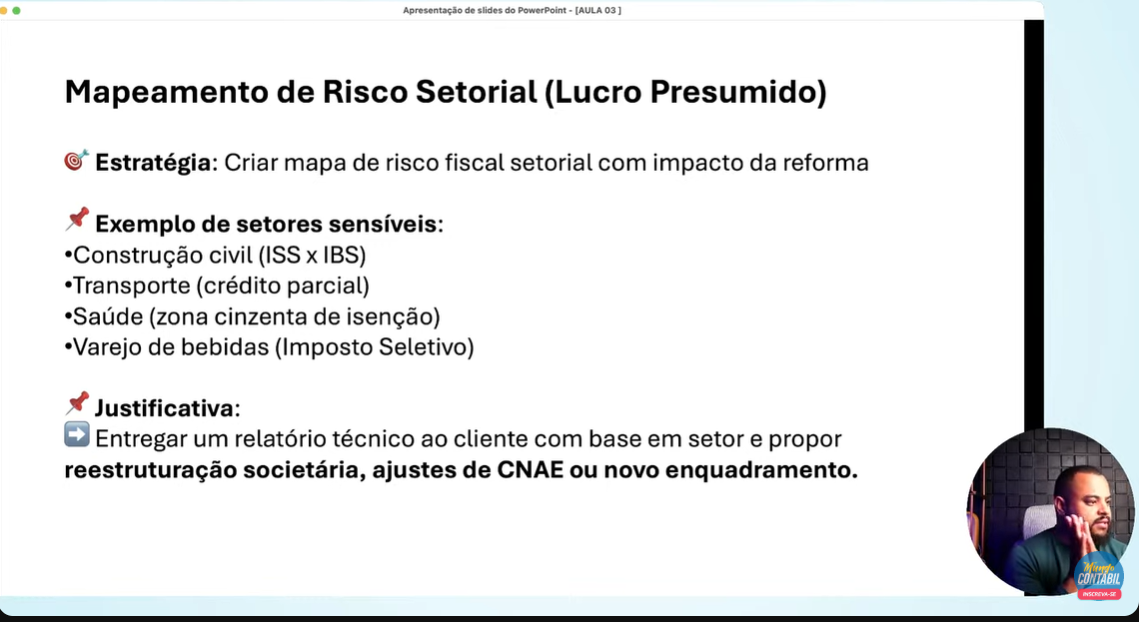 Apresentação de slides do PowerPoint - [AULA 03 ]
Mapeamento de Risco Setorial (Lucro Presumido)
🎯 Estratégia: Criar mapa de risco fiscal setorial com impacto da reforma
📌 Exemplo de setores sensíveis:
•Construção civil (ISS x IBS)
•Transporte (crédito parcial)
•Saúde (zona cinzenta de isenção)
•Varejo de bebidas (Imposto Seletivo)
📌 Justificativa:
➡️ Entregar um relatório técnico ao cliente com base em setor e propor
reestruturação societária, ajustes de CNAE ou novo enquadramento.
Mundo
CONTÁBIL
INSCREVA-SE